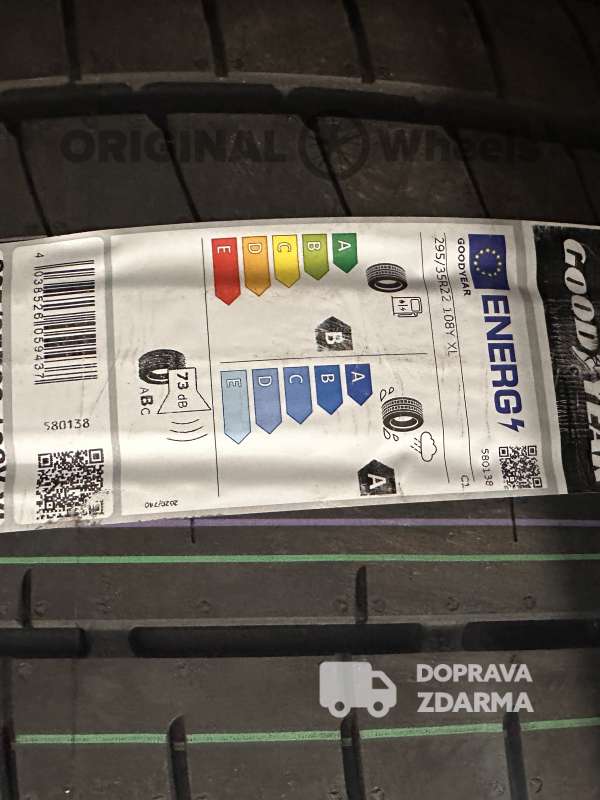 ORIGINAL Wheels
GOODYEAR
ENERG
GOODYEAR
580138
295/35R22 108Y XL
C1
A
B
C
D
E
B
A
B
C
D
E
A
73 dB
ABC
2020/740
4 038526 105943
580138
DOPRAVA
ZDARMA